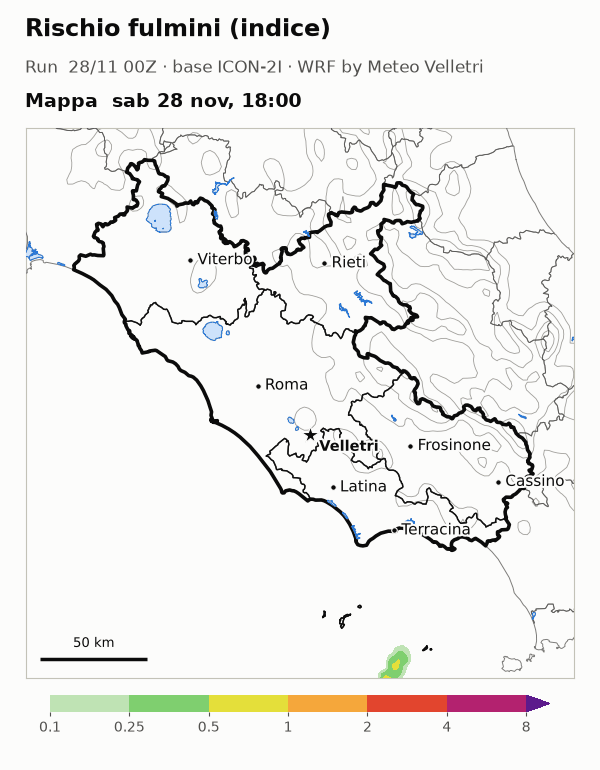 Rischio fulmini (indice)
Run  28/11 00Z · base ICON-2I · WRF by Meteo Velletri
Mappa  sab 28 nov, 18:00
Viterbo
Rieti
Roma
Velletri
Frosinone
Latina
Cassino
Terracina
50 km
0.1 0.25 0.5 1 2 4 8